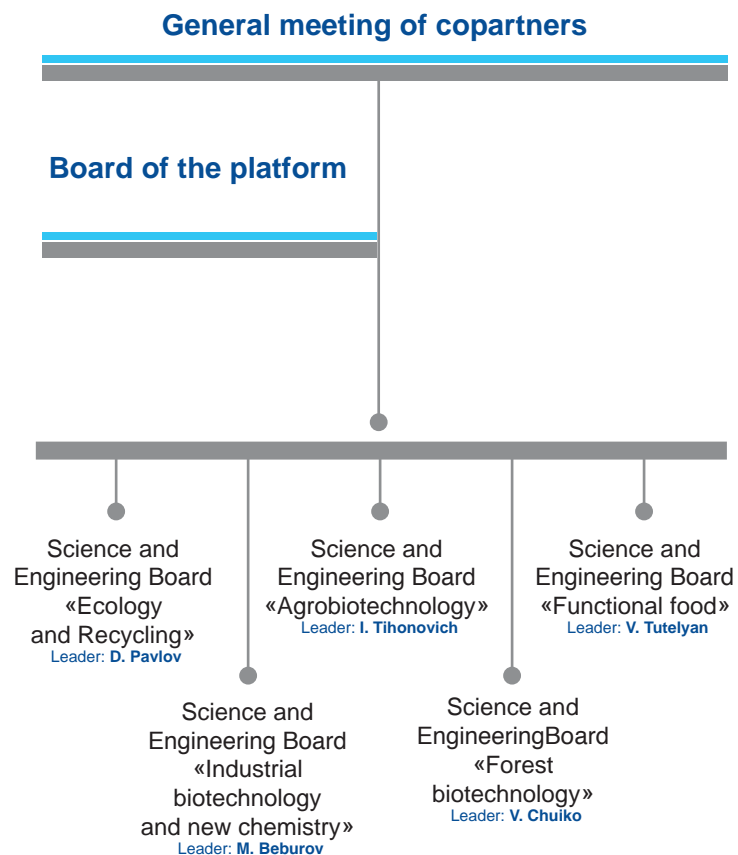 General meeting of copartners
Board of the platform
Science and
Engineering Board
«Ecology
and Recycling»
Leader: D. Pavlov
Science and
Engineering Board
«Agrobiotechnology»
Leader: I. Tihonovich
Science and
Engineering Board
«Functional food»
Leader: V. Tutelyan
Science and
Engineering Board
«Industrial
biotechnology
and new chemistry»
Leader: M. Beburov
Science and
EngineeringBoard
«Forest
biotechnology»
Leader: V. Chuiko